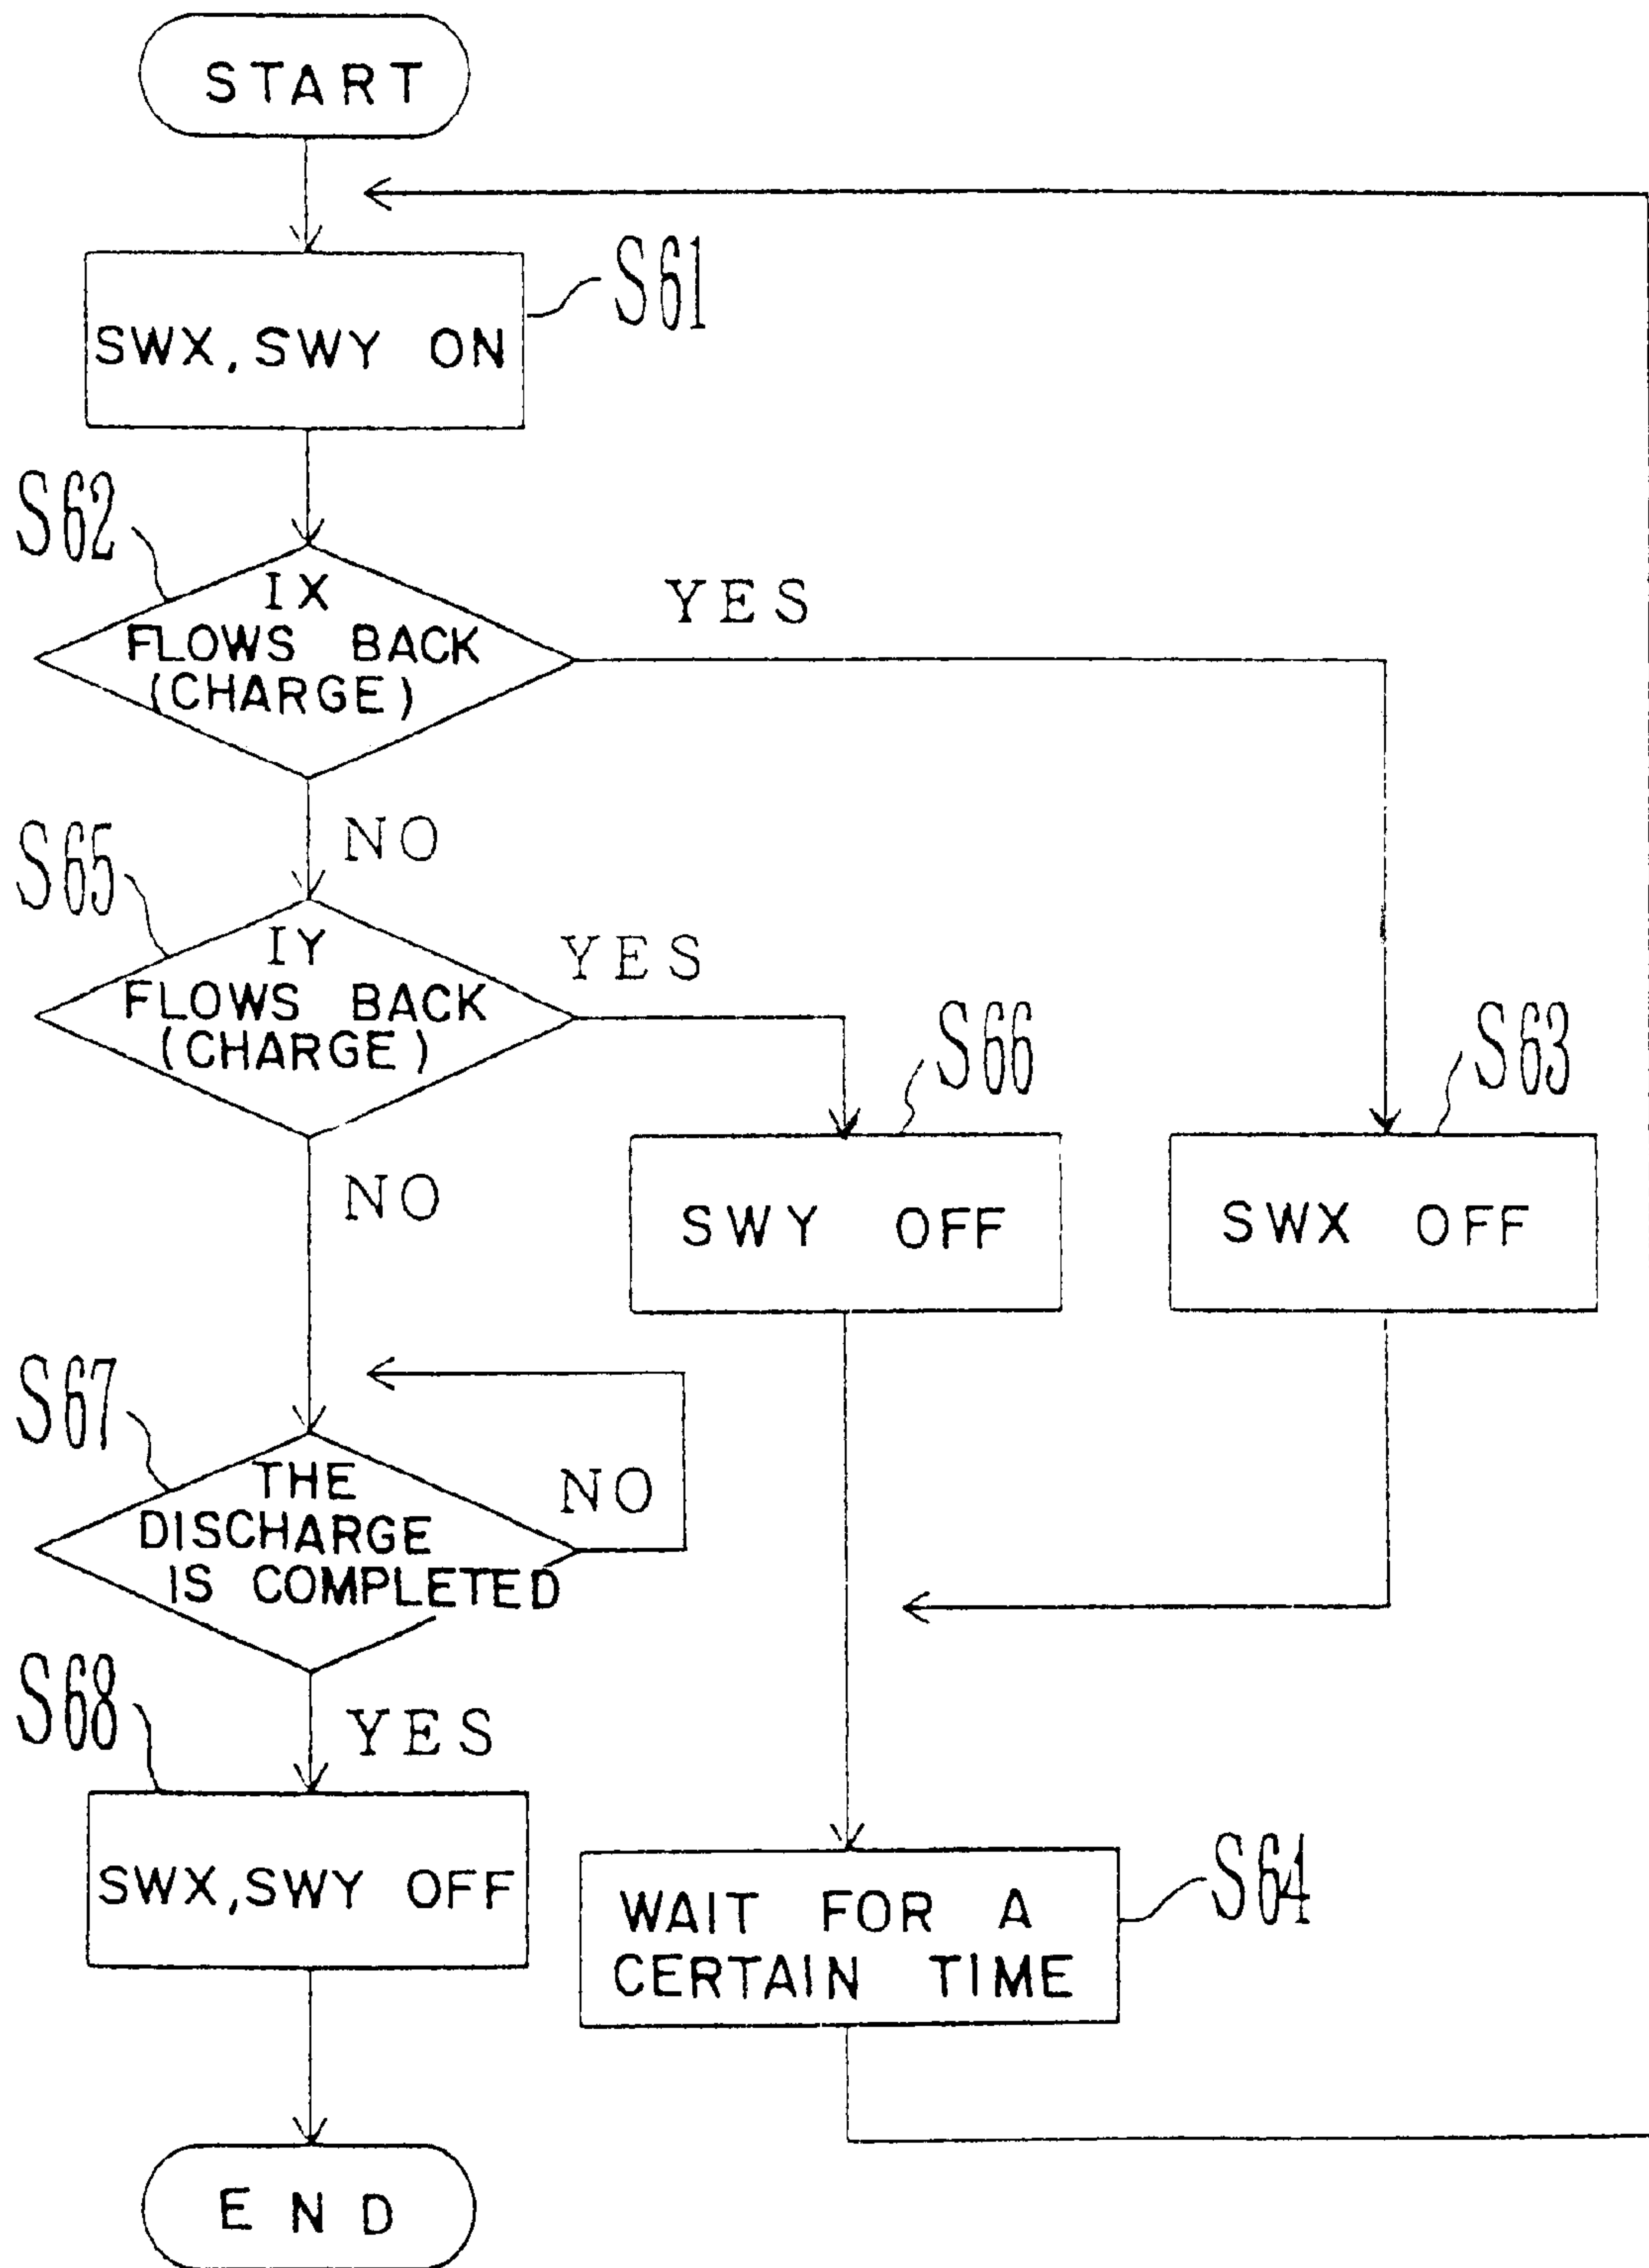 START
SWX, SWY ON
S61
S62
IX
FLOWS BACK
(CHARGE)
YES
NO
S65
IY
FLOWS BACK
(CHARGE)
YES
NO
S66
SWY OFF
S63
SWX OFF
S67
THE
DISCHARGE
IS COMPLETED
NO
YES
S68
SWX, SWY OFF
S64
WAIT FOR A
CERTAIN TIME
END